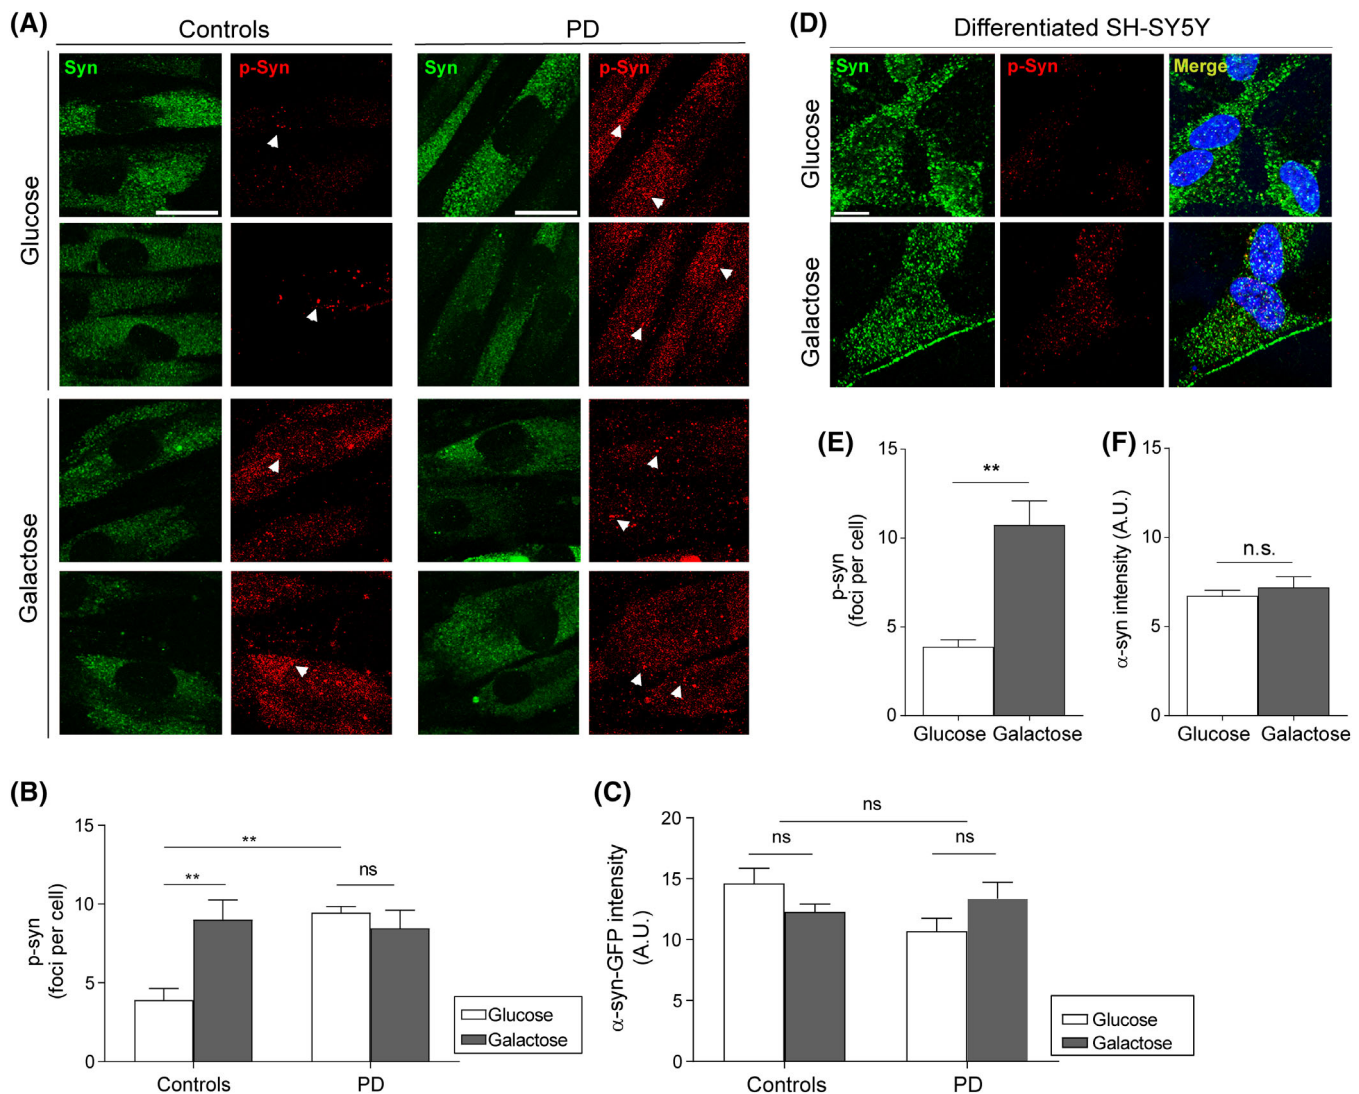 (A)
Controls
PD
Syn
p-Syn
Syn
p-Syn
Glucose
Galactose
(D)
Differentiated SH-SY5Y
Syn
p-Syn
Merge
Glucose
Galactose
(E)
15
10
5
0
p-syn
(foci per cell)
**
Glucose Galactose
(F)
15
10
5
0
α-syn intensity (A.U.)
n.s.
Glucose Galactose
(B)
15
10
5
0
p-syn
(foci per cell)
**
**
ns
Controls
PD
Glucose
Galactose
(C)
20
15
10
5
0
α-syn-GFP intensity
(A.U.)
ns
ns
ns
Controls
PD
Glucose
Galactose